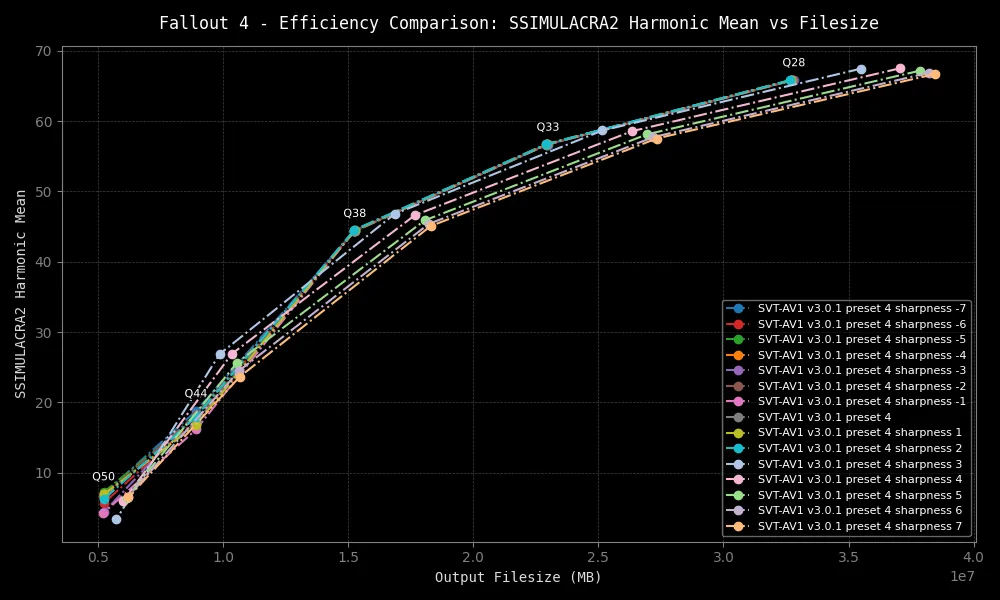 Fallout 4 - Efficiency Comparison: SSIMULACRA2 Harmonic Mean vs Filesize
70
60
50
40
30
20
10
SSIMULACRA2 Harmonic Mean
Q28
Q33
Q38
Q44
Q50
SVT-AV1 v3.0.1 preset 4 sharpness -7
SVT-AV1 v3.0.1 preset 4 sharpness -6
SVT-AV1 v3.0.1 preset 4 sharpness -5
SVT-AV1 v3.0.1 preset 4 sharpness -4
SVT-AV1 v3.0.1 preset 4 sharpness -3
SVT-AV1 v3.0.1 preset 4 sharpness -2
SVT-AV1 v3.0.1 preset 4 sharpness -1
SVT-AV1 v3.0.1 preset 4
SVT-AV1 v3.0.1 preset 4 sharpness 1
SVT-AV1 v3.0.1 preset 4 sharpness 2
SVT-AV1 v3.0.1 preset 4 sharpness 3
SVT-AV1 v3.0.1 preset 4 sharpness 4
SVT-AV1 v3.0.1 preset 4 sharpness 5
SVT-AV1 v3.0.1 preset 4 sharpness 6
SVT-AV1 v3.0.1 preset 4 sharpness 7
0.5 1.0 1.5 2.0 2.5 3.0 3.5 4.0
1e7
Output Filesize (MB)